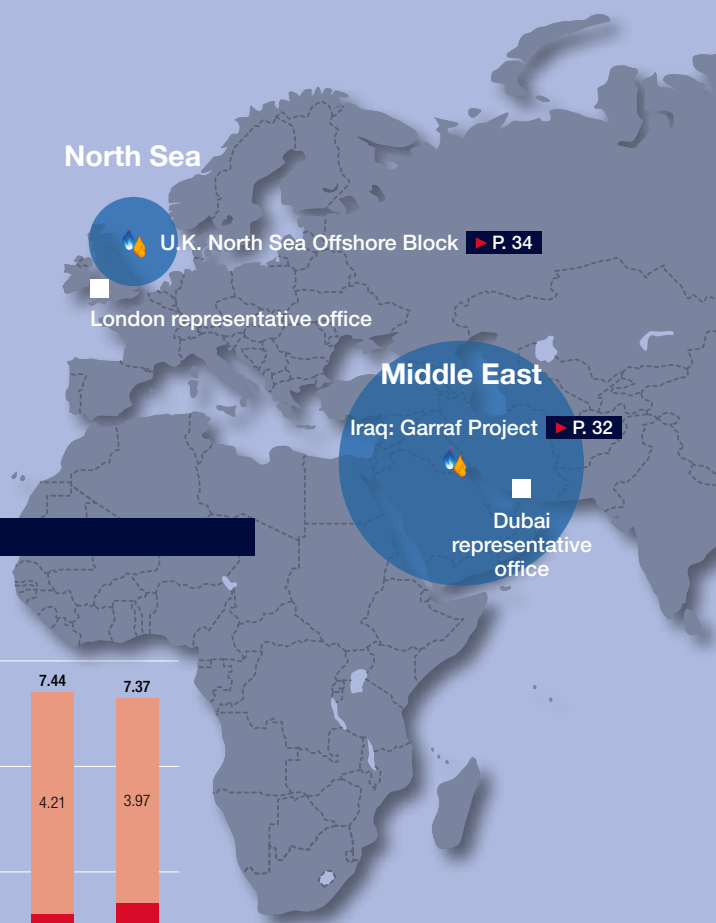 North Sea
U.K. North Sea Offshore Block ▶ P. 34
London representative office
Middle East
Iraq: Garraf Project ▶ P. 32
Dubai
representative
office
7.44
7.37
4.21
3.97